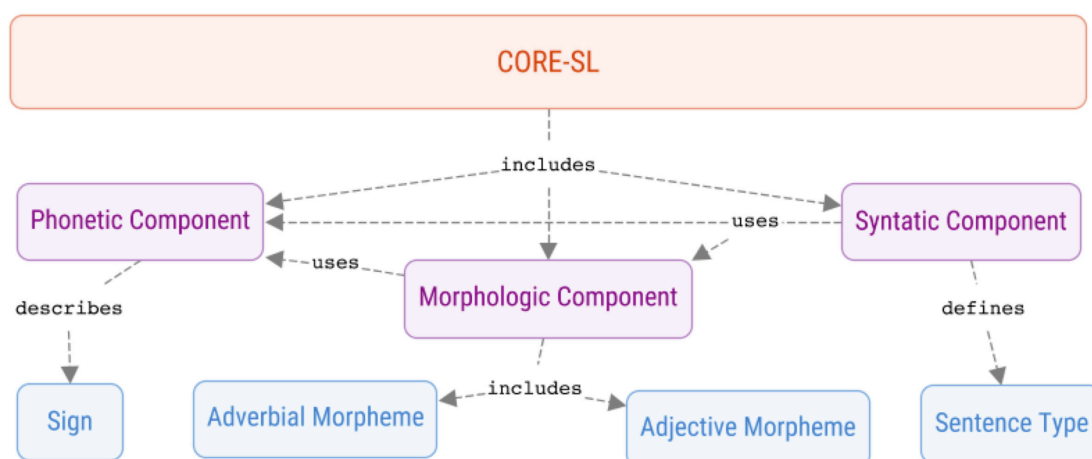 CORE-SL
includes
Phonetic Component
uses
Syntatic Component
uses
Morphologic Component
describes
defines
includes
Sign
Adverbial Morpheme
Adjective Morpheme
Sentence Type